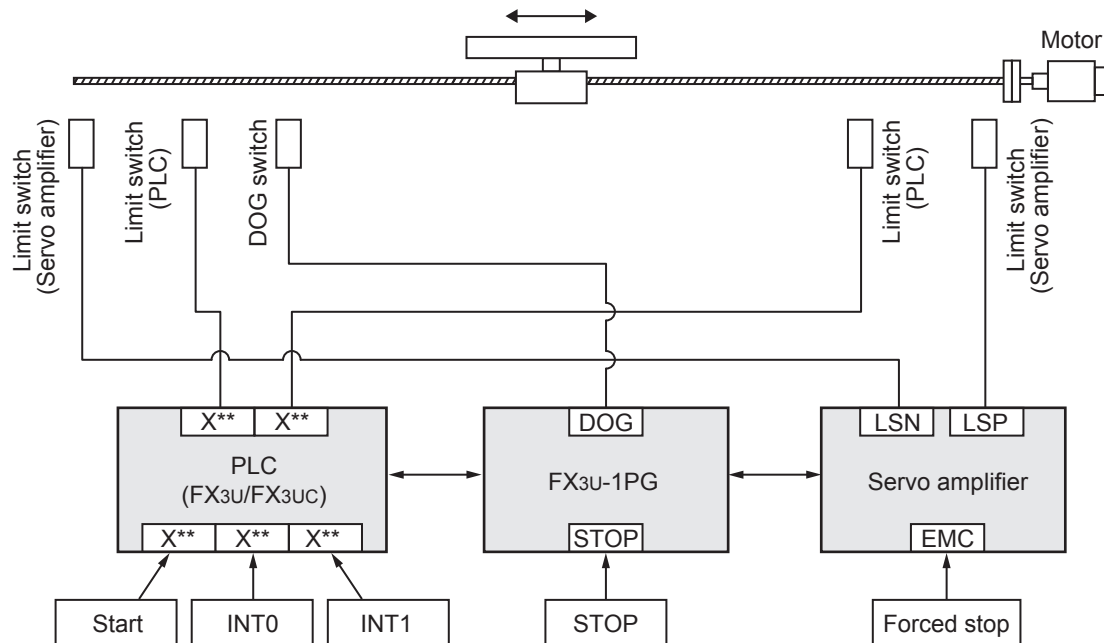 Motor
Limit switch
(Servo amplifier)
Limit switch
(PLC)
DOG switch
Limit switch
(PLC)
Limit switch
(Servo amplifier)
X** X**
DOG
LSN LSP
PLC
(FX3U/FX3UC)
FX3U-1PG
Servo amplifier
X** X** X**
STOP
EMC
Start
INT0
INT1
STOP
Forced stop